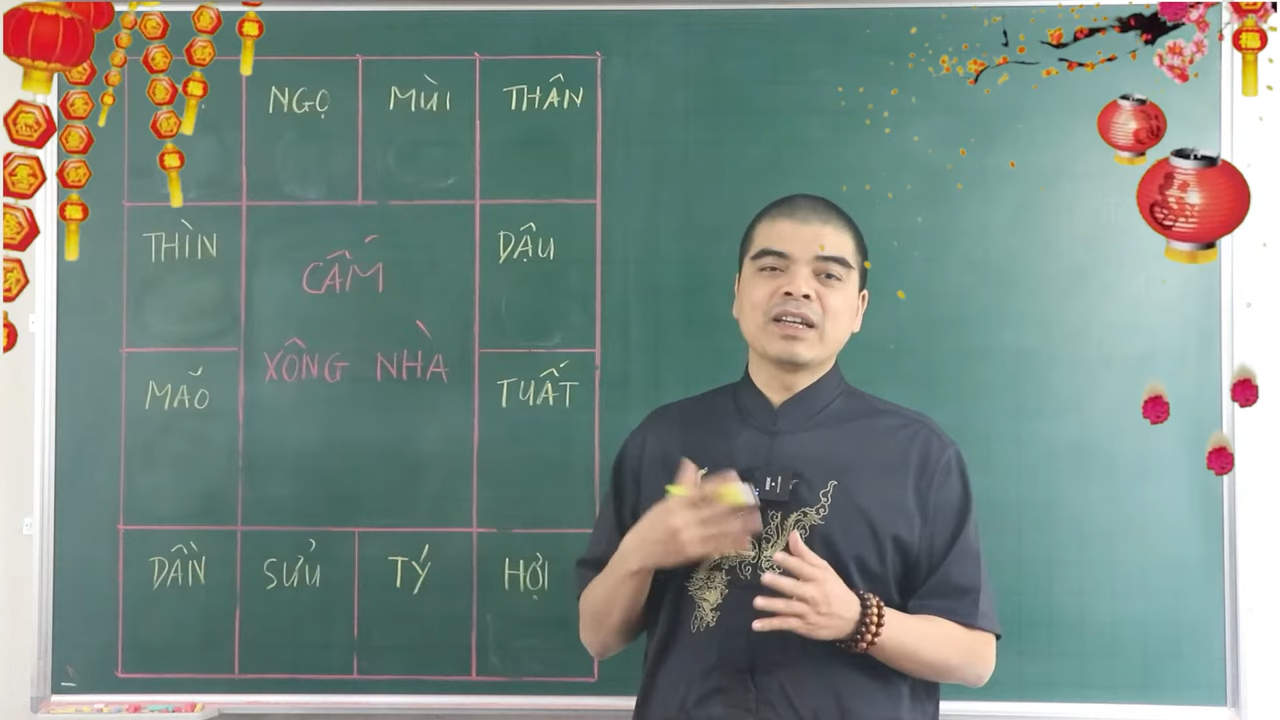 NGỌ
MÙI
THÂN
THÌN
DẬU
CẤM
XÔNG NHÀ
MÃO
TUẤT
DẦN
SỬU
TÝ
HỢI